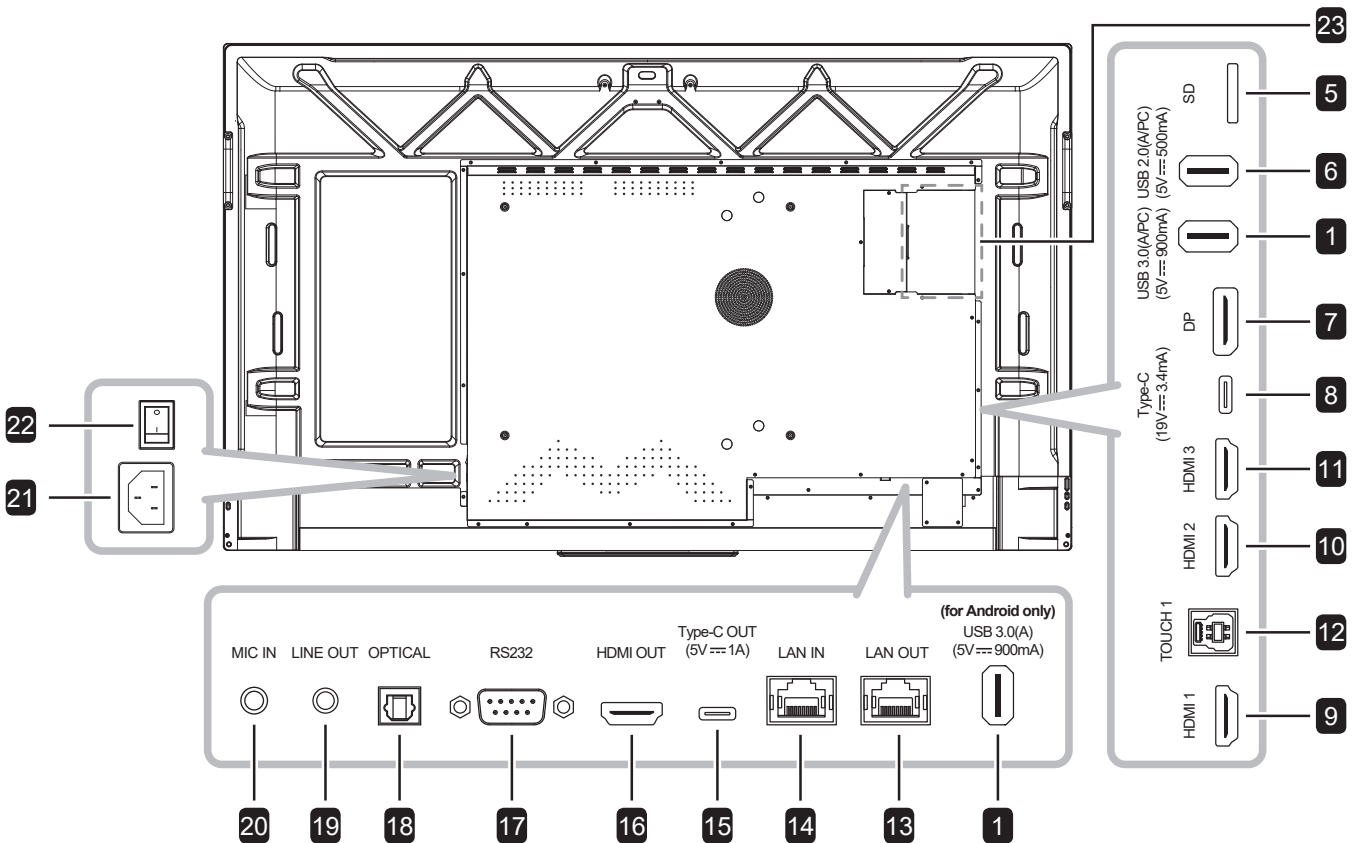 23
SD
5
USB 2.0(A/PC)
(5V⎓500mA)
6
USB 3.0(A/PC)
(5V⎓900mA)
1
DP
7
Type-C
(19V⎓3.4mA)
8
HDMI 3
11
HDMI 2
10
TOUCH 1
12
HDMI 1
9
22
21
MIC IN
LINE OUT
OPTICAL
RS232
HDMI OUT
Type-C OUT
(5V⎓1A)
LAN IN
LAN OUT
(for Android only)
USB 3.0(A)
(5V⎓900mA)
20
19
18
17
16
15
14
13
1